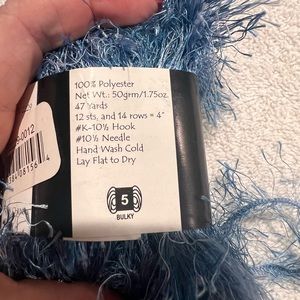 100% Polyester
Net Wt.: 50grm/1.75oz.
47 Yards
12 sts, and 14 rows = 4"
#K-10½ Hook
#10½ Needle
Hand Wash Cold
Lay Flat to Dry
5
BULKY